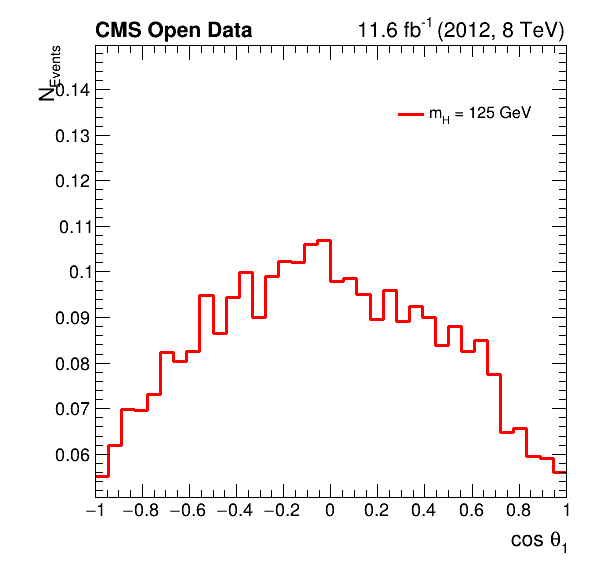 CMS Open Data 11.6 fb⁻¹ (2012, 8 TeV)
N_Events
0.14
m_H = 125 GeV
0.13
0.12
0.11
0.1
0.09
0.08
0.07
0.06
−1 −0.8 −0.6 −0.4 −0.2 0 0.2 0.4 0.6 0.8 1
cos θ₁